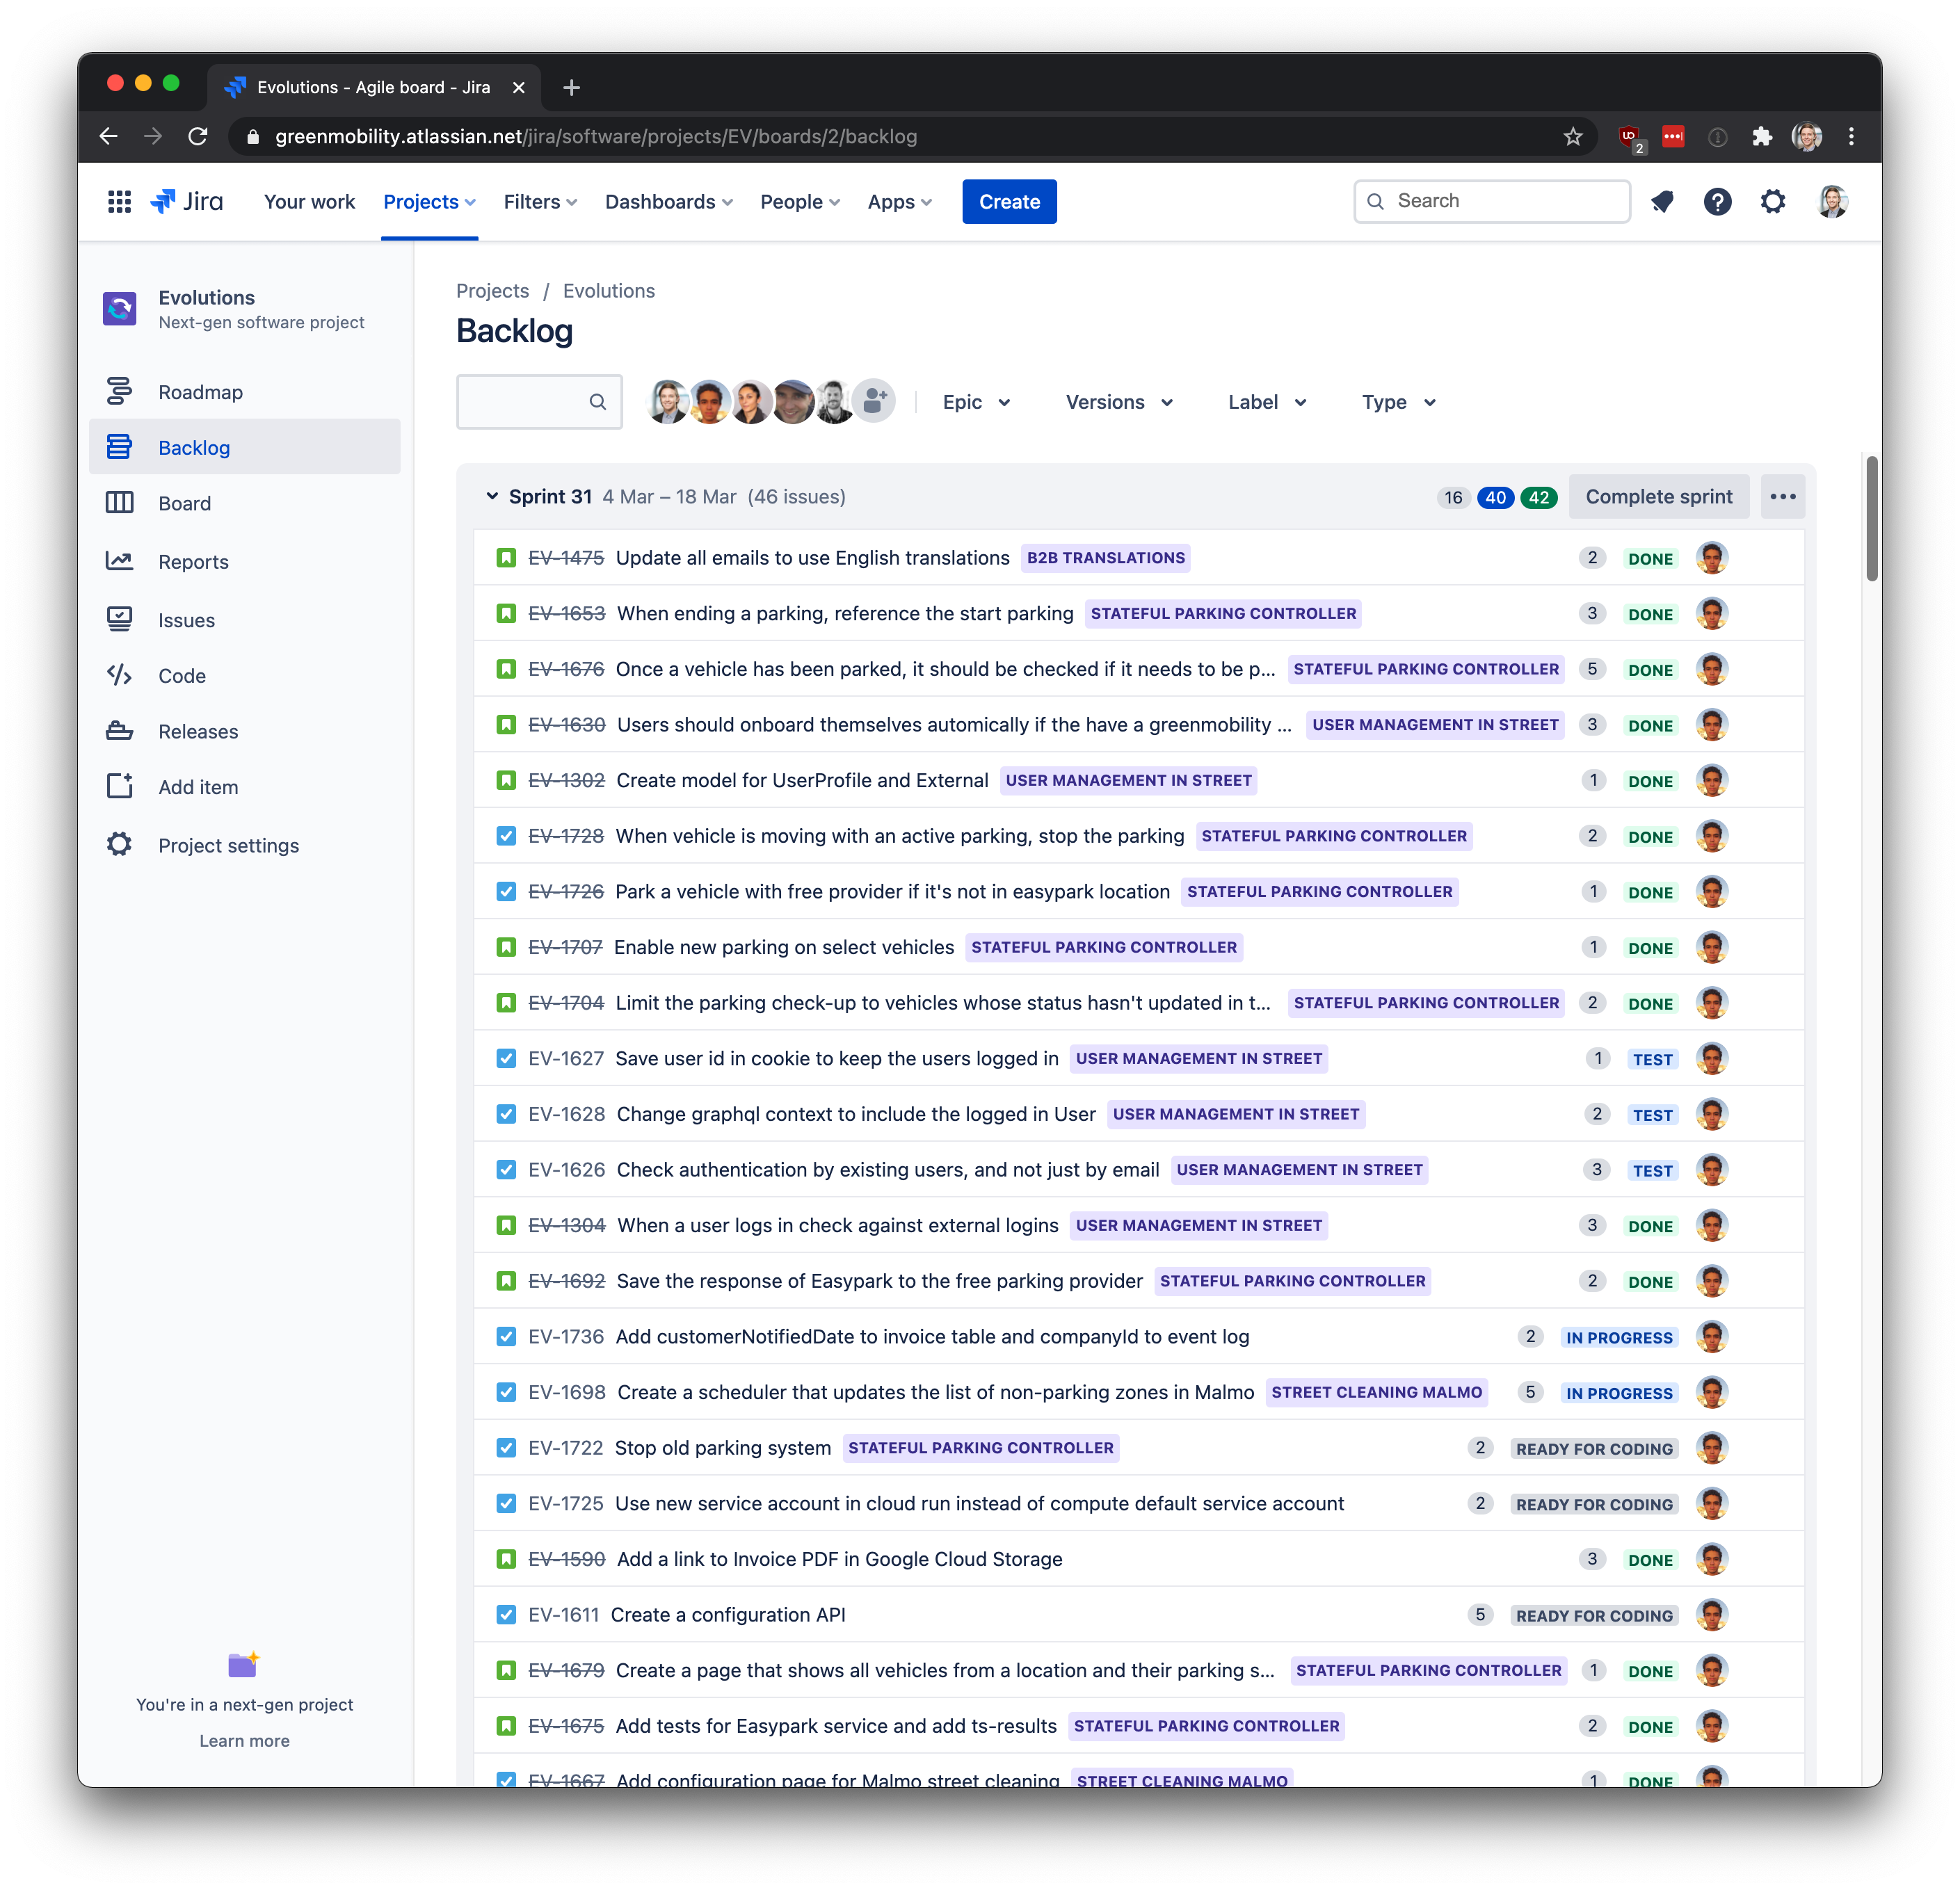 Evolutions - Agile board - Jira
greenmobility.atlassian.net/jira/software/projects/EV/boards/2/backlog
2
Jira Your work Projects Filters Dashboards People Apps Create Search
Evolutions
Next-gen software project
Roadmap
Backlog
Board
Reports
Issues
Code
Releases
Add item
Project settings
You're in a next-gen project
Learn more
Projects / Evolutions
Backlog
Epic Versions Label Type
Sprint 31 4 Mar – 18 Mar (46 issues) 16 40 42 Complete sprint
EV-1475 Update all emails to use English translations B2B TRANSLATIONS 2 DONE
EV-1653 When ending a parking, reference the start parking STATEFUL PARKING CONTROLLER 3 DONE
EV-1676 Once a vehicle has been parked, it should be checked if it needs to be p... STATEFUL PARKING CONTROLLER 5 DONE
EV-1630 Users should onboard themselves automically if the have a greenmobility ... USER MANAGEMENT IN STREET 3 DONE
EV-1302 Create model for UserProfile and External USER MANAGEMENT IN STREET 1 DONE
EV-1728 When vehicle is moving with an active parking, stop the parking STATEFUL PARKING CONTROLLER 2 DONE
EV-1726 Park a vehicle with free provider if it's not in easypark location STATEFUL PARKING CONTROLLER 1 DONE
EV-1707 Enable new parking on select vehicles STATEFUL PARKING CONTROLLER 1 DONE
EV-1704 Limit the parking check-up to vehicles whose status hasn't updated in t... STATEFUL PARKING CONTROLLER 2 DONE
EV-1627 Save user id in cookie to keep the users logged in USER MANAGEMENT IN STREET 1 TEST
EV-1628 Change graphql context to include the logged in User USER MANAGEMENT IN STREET 2 TEST
EV-1626 Check authentication by existing users, and not just by email USER MANAGEMENT IN STREET 3 TEST
EV-1304 When a user logs in check against external logins USER MANAGEMENT IN STREET 3 DONE
EV-1692 Save the response of Easypark to the free parking provider STATEFUL PARKING CONTROLLER 2 DONE
EV-1736 Add customerNotifiedDate to invoice table and companyId to event log 2 IN PROGRESS
EV-1698 Create a scheduler that updates the list of non-parking zones in Malmo STREET CLEANING MALMO 5 IN PROGRESS
EV-1722 Stop old parking system STATEFUL PARKING CONTROLLER 2 READY FOR CODING
EV-1725 Use new service account in cloud run instead of compute default service account 2 READY FOR CODING
EV-1590 Add a link to Invoice PDF in Google Cloud Storage 3 DONE
EV-1611 Create a configuration API 5 READY FOR CODING
EV-1679 Create a page that shows all vehicles from a location and their parking s... STATEFUL PARKING CONTROLLER 1 DONE
EV-1675 Add tests for Easypark service and add ts-results STATEFUL PARKING CONTROLLER 2 DONE
EV-1667 Add configuration page for Malmo street cleaning STREET CLEANING MALMO 1 DONE